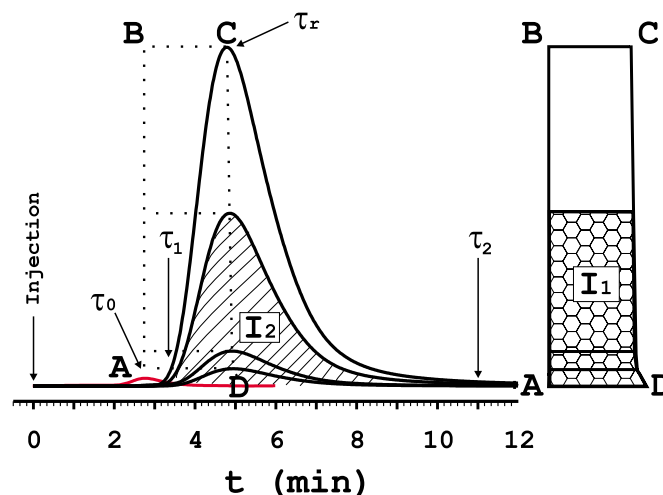 B
C
τr
B
C
Injection
τ1
τ2
τ0
A
I2
I1
D
A
D
0 2 4 6 8 10 12
t (min)